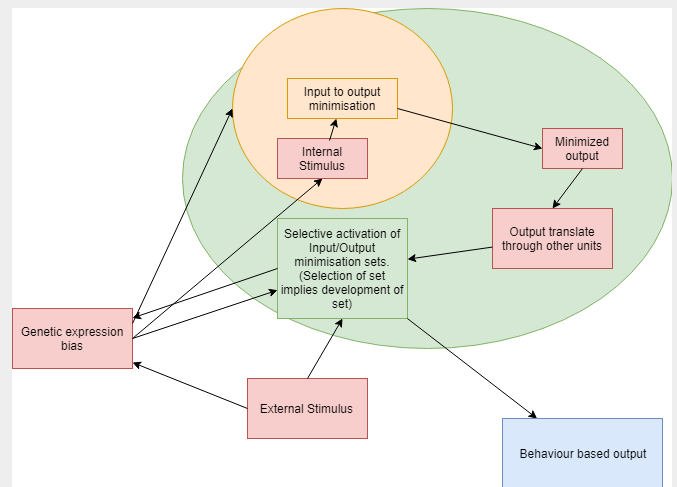 Input to output
minimisation
Internal
Stimulus
Minimized
output
Selective activation of
Input/Output
minimisation sets.
(Selection of set
implies development of
set)
Output translate
through other units
Genetic expression
bias
External Stimulus
Behaviour based output